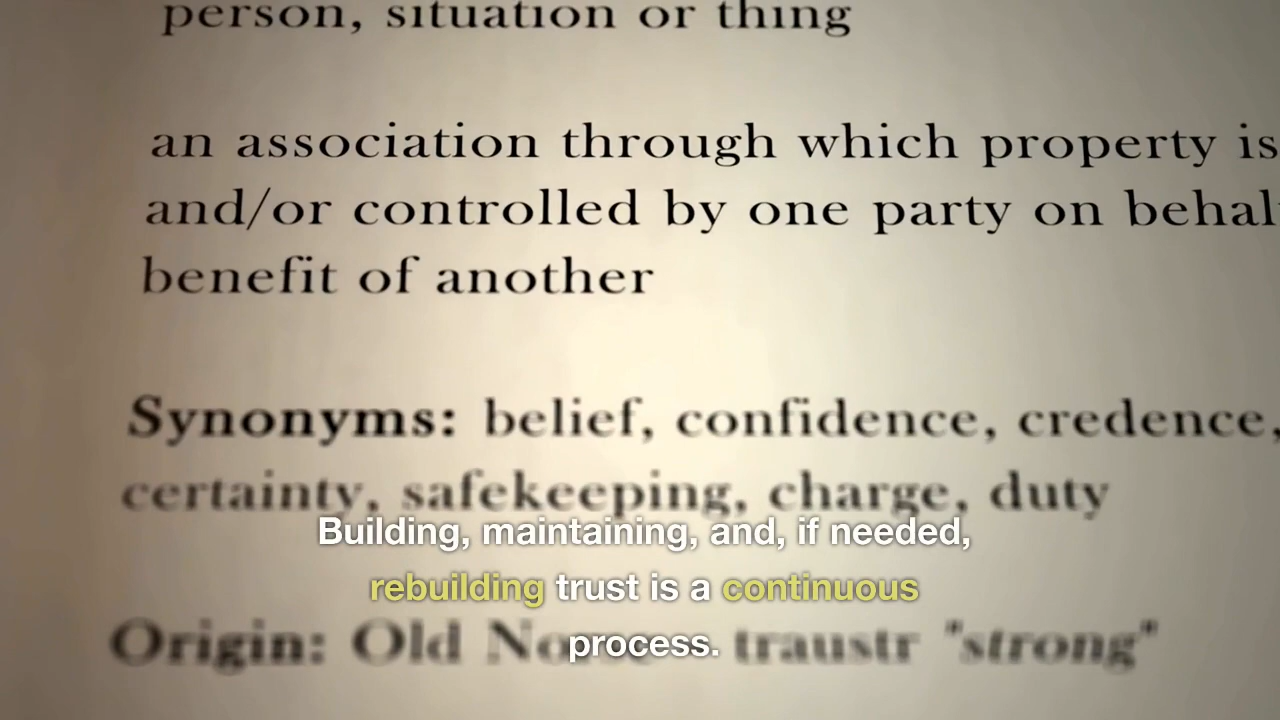 person, situation or thing
an association through which property is
and/or controlled by one party on behal
benefit of another
Synonyms: belief, confidence, credence,
certainty, safekeeping, charge, duty
Building, maintaining, and, if needed,
rebuilding trust is a continuous
process.
Origin: Old traustr "strong"